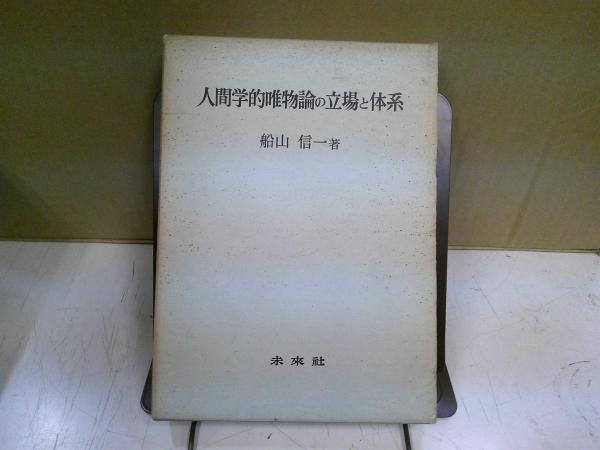 人間学的唯物論の立場と体系
船山 信一著
未來社